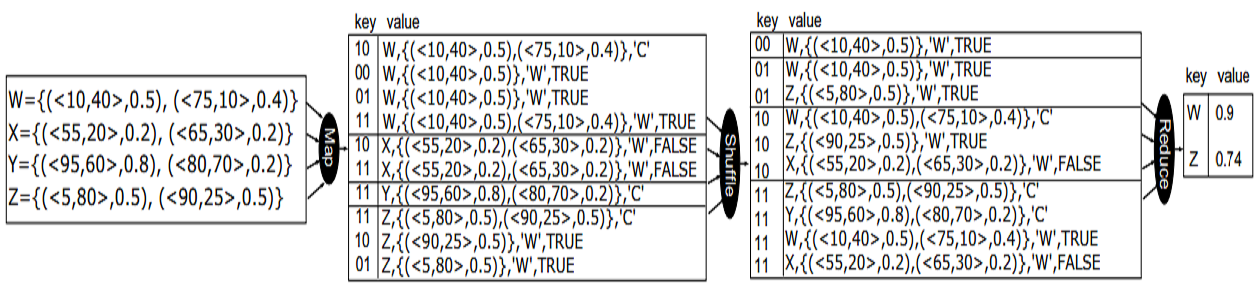 W={(<10,40>,0.5), (<75,10>,0.4)}
X={(<55,20>,0.2), (<65,30>,0.2)}
Y={(<95,60>,0.8), (<80,70>,0.2)}
Z={(<5,80>,0.5), (<90,25>,0.5)}
Map
key value
10 W,{(<10,40>,0.5),(<75,10>,0.4)},'C'
00 W,{(<10,40>,0.5)},'W',TRUE
01 W,{(<10,40>,0.5)},'W',TRUE
11 W,{(<10,40>,0.5),(<75,10>,0.4)},'W',TRUE
10 X,{(<55,20>,0.2),(<65,30>,0.2)},'W',FALSE
11 X,{(<55,20>,0.2),(<65,30>,0.2)},'W',FALSE
11 Y,{(<95,60>,0.8),(<80,70>,0.2)},'C'
11 Z,{(<5,80>,0.5),(<90,25>,0.5)},'C'
10 Z,{(<90,25>,0.5)},'W',TRUE
01 Z,{(<5,80>,0.5)},'W',TRUE
Shuffle
key value
00 W,{(<10,40>,0.5)},'W',TRUE
01 W,{(<10,40>,0.5)},'W',TRUE
01 Z,{(<5,80>,0.5)},'W',TRUE
10 W,{(<10,40>,0.5),(<75,10>,0.4)},'C'
10 Z,{(<90,25>,0.5)},'W',TRUE
10 X,{(<55,20>,0.2),(<65,30>,0.2)},'W',FALSE
11 Z,{(<5,80>,0.5),(<90,25>,0.5)},'C'
11 Y,{(<95,60>,0.8),(<80,70>,0.2)},'C'
11 W,{(<10,40>,0.5),(<75,10>,0.4)},'W',TRUE
11 X,{(<55,20>,0.2),(<65,30>,0.2)},'W',FALSE
Reduce
key value
W 0.9
Z 0.74